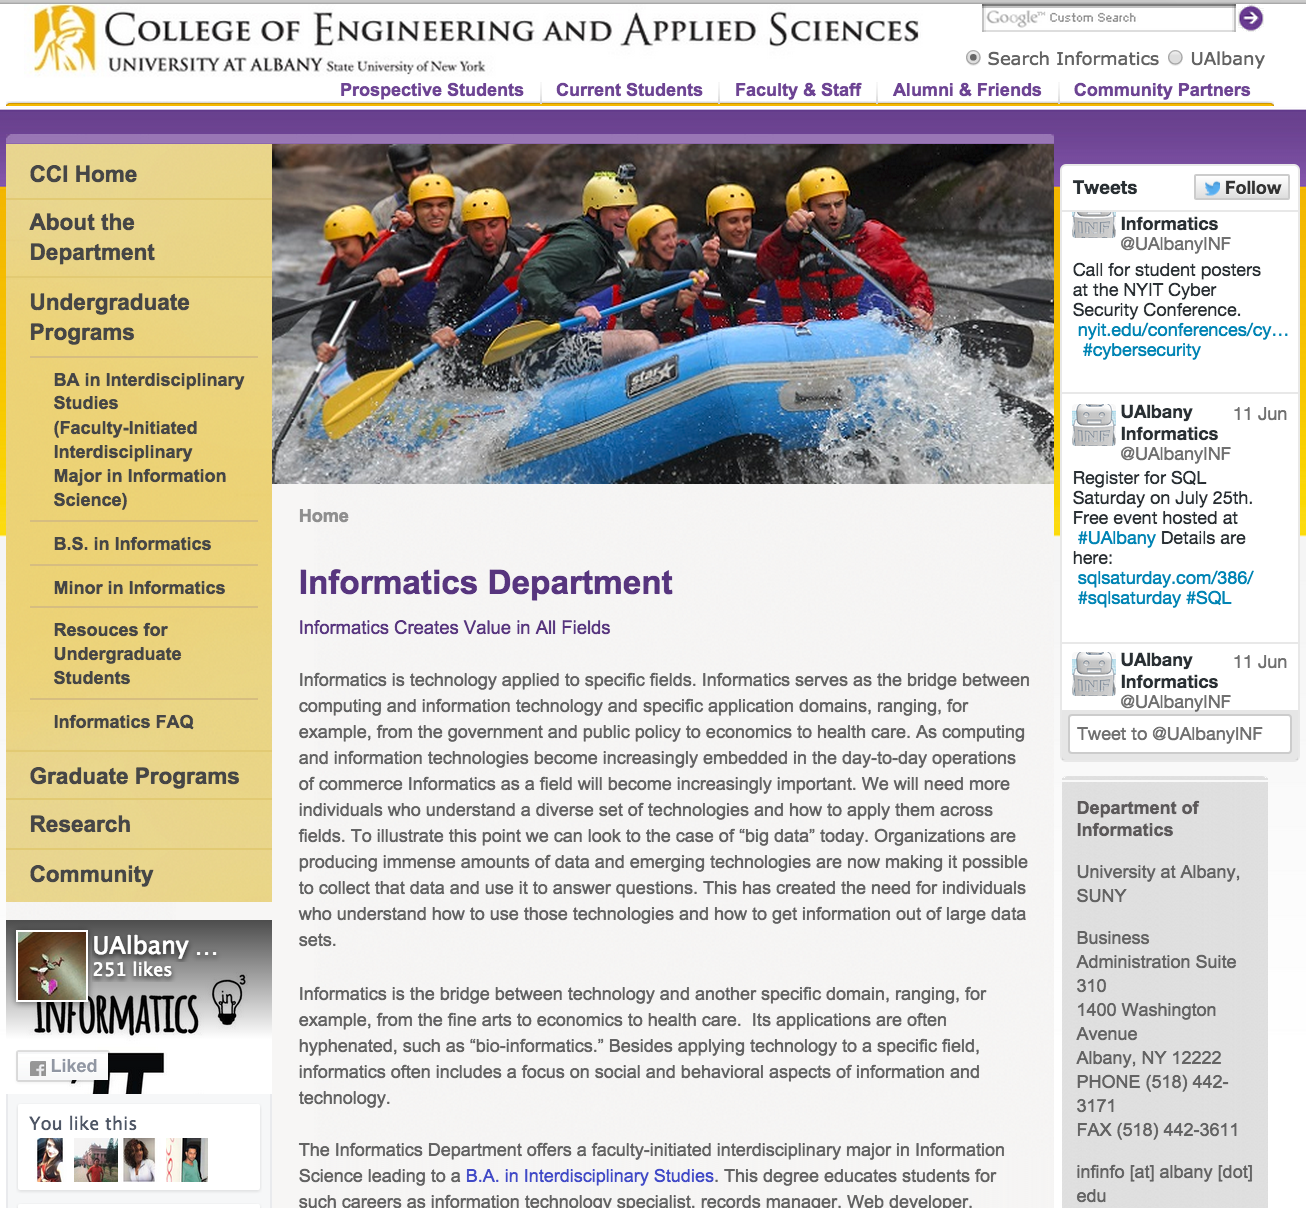 COLLEGE OF ENGINEERING AND APPLIED SCIENCES
UNIVERSITY AT ALBANY State University of New York
Google™ Custom Search
Search Informatics UAlbany
Prospective Students Current Students Faculty & Staff Alumni & Friends Community Partners
CCI Home
About the
Department
Undergraduate
Programs
BA in Interdisciplinary
Studies
(Faculty-Initiated
Interdisciplinary
Major in Information
Science)
B.S. in Informatics
Minor in Informatics
Resouces for
Undergraduate
Students
Informatics FAQ
Graduate Programs
Research
Community
UAlbany ...
251 likes
INFORMATICS
in 3
Liked
You like this
star
Home
Informatics Department
Informatics Creates Value in All Fields
Informatics is technology applied to specific fields. Informatics serves as the bridge between
computing and information technology and specific application domains, ranging, for
example, from the government and public policy to economics to health care. As computing
and information technologies become increasingly embedded in the day-to-day operations
of commerce Informatics as a field will become increasingly important. We will need more
individuals who understand a diverse set of technologies and how to apply them across
fields. To illustrate this point we can look to the case of “big data” today. Organizations are
producing immense amounts of data and emerging technologies are now making it possible
to collect that data and use it to answer questions. This has created the need for individuals
who understand how to use those technologies and how to get information out of large data
sets.
Informatics is the bridge between technology and another specific domain, ranging, for
example, from the fine arts to economics to health care. Its applications are often
hyphenated, such as “bio-informatics.” Besides applying technology to a specific field,
informatics often includes a focus on social and behavioral aspects of information and
technology.
The Informatics Department offers a faculty-initiated interdisciplinary major in Information
Science leading to a B.A. in Interdisciplinary Studies. This degree educates students for
such careers as information technology specialist, records manager, Web developer,
Tweets Follow
INF
Informatics
@UAlbanyINF
Call for student posters
at the NYIT Cyber
Security Conference.
nyit.edu/conferences/cy…
#cybersecurity
INF
UAlbany 11 Jun
Informatics
@UAlbanyINF
Register for SQL
Saturday on July 25th.
Free event hosted at
#UAlbany Details are
here:
sqlsaturday.com/386/
#sqlsaturday #SQL
INF
UAlbany 11 Jun
Informatics
@UAlbanyINF
Tweet to @UAlbanyINF
Department of
Informatics
University at Albany,
SUNY
Business
Administration Suite
310
1400 Washington
Avenue
Albany, NY 12222
PHONE (518) 442-
3171
FAX (518) 442-3611
infinfo [at] albany [dot]
edu